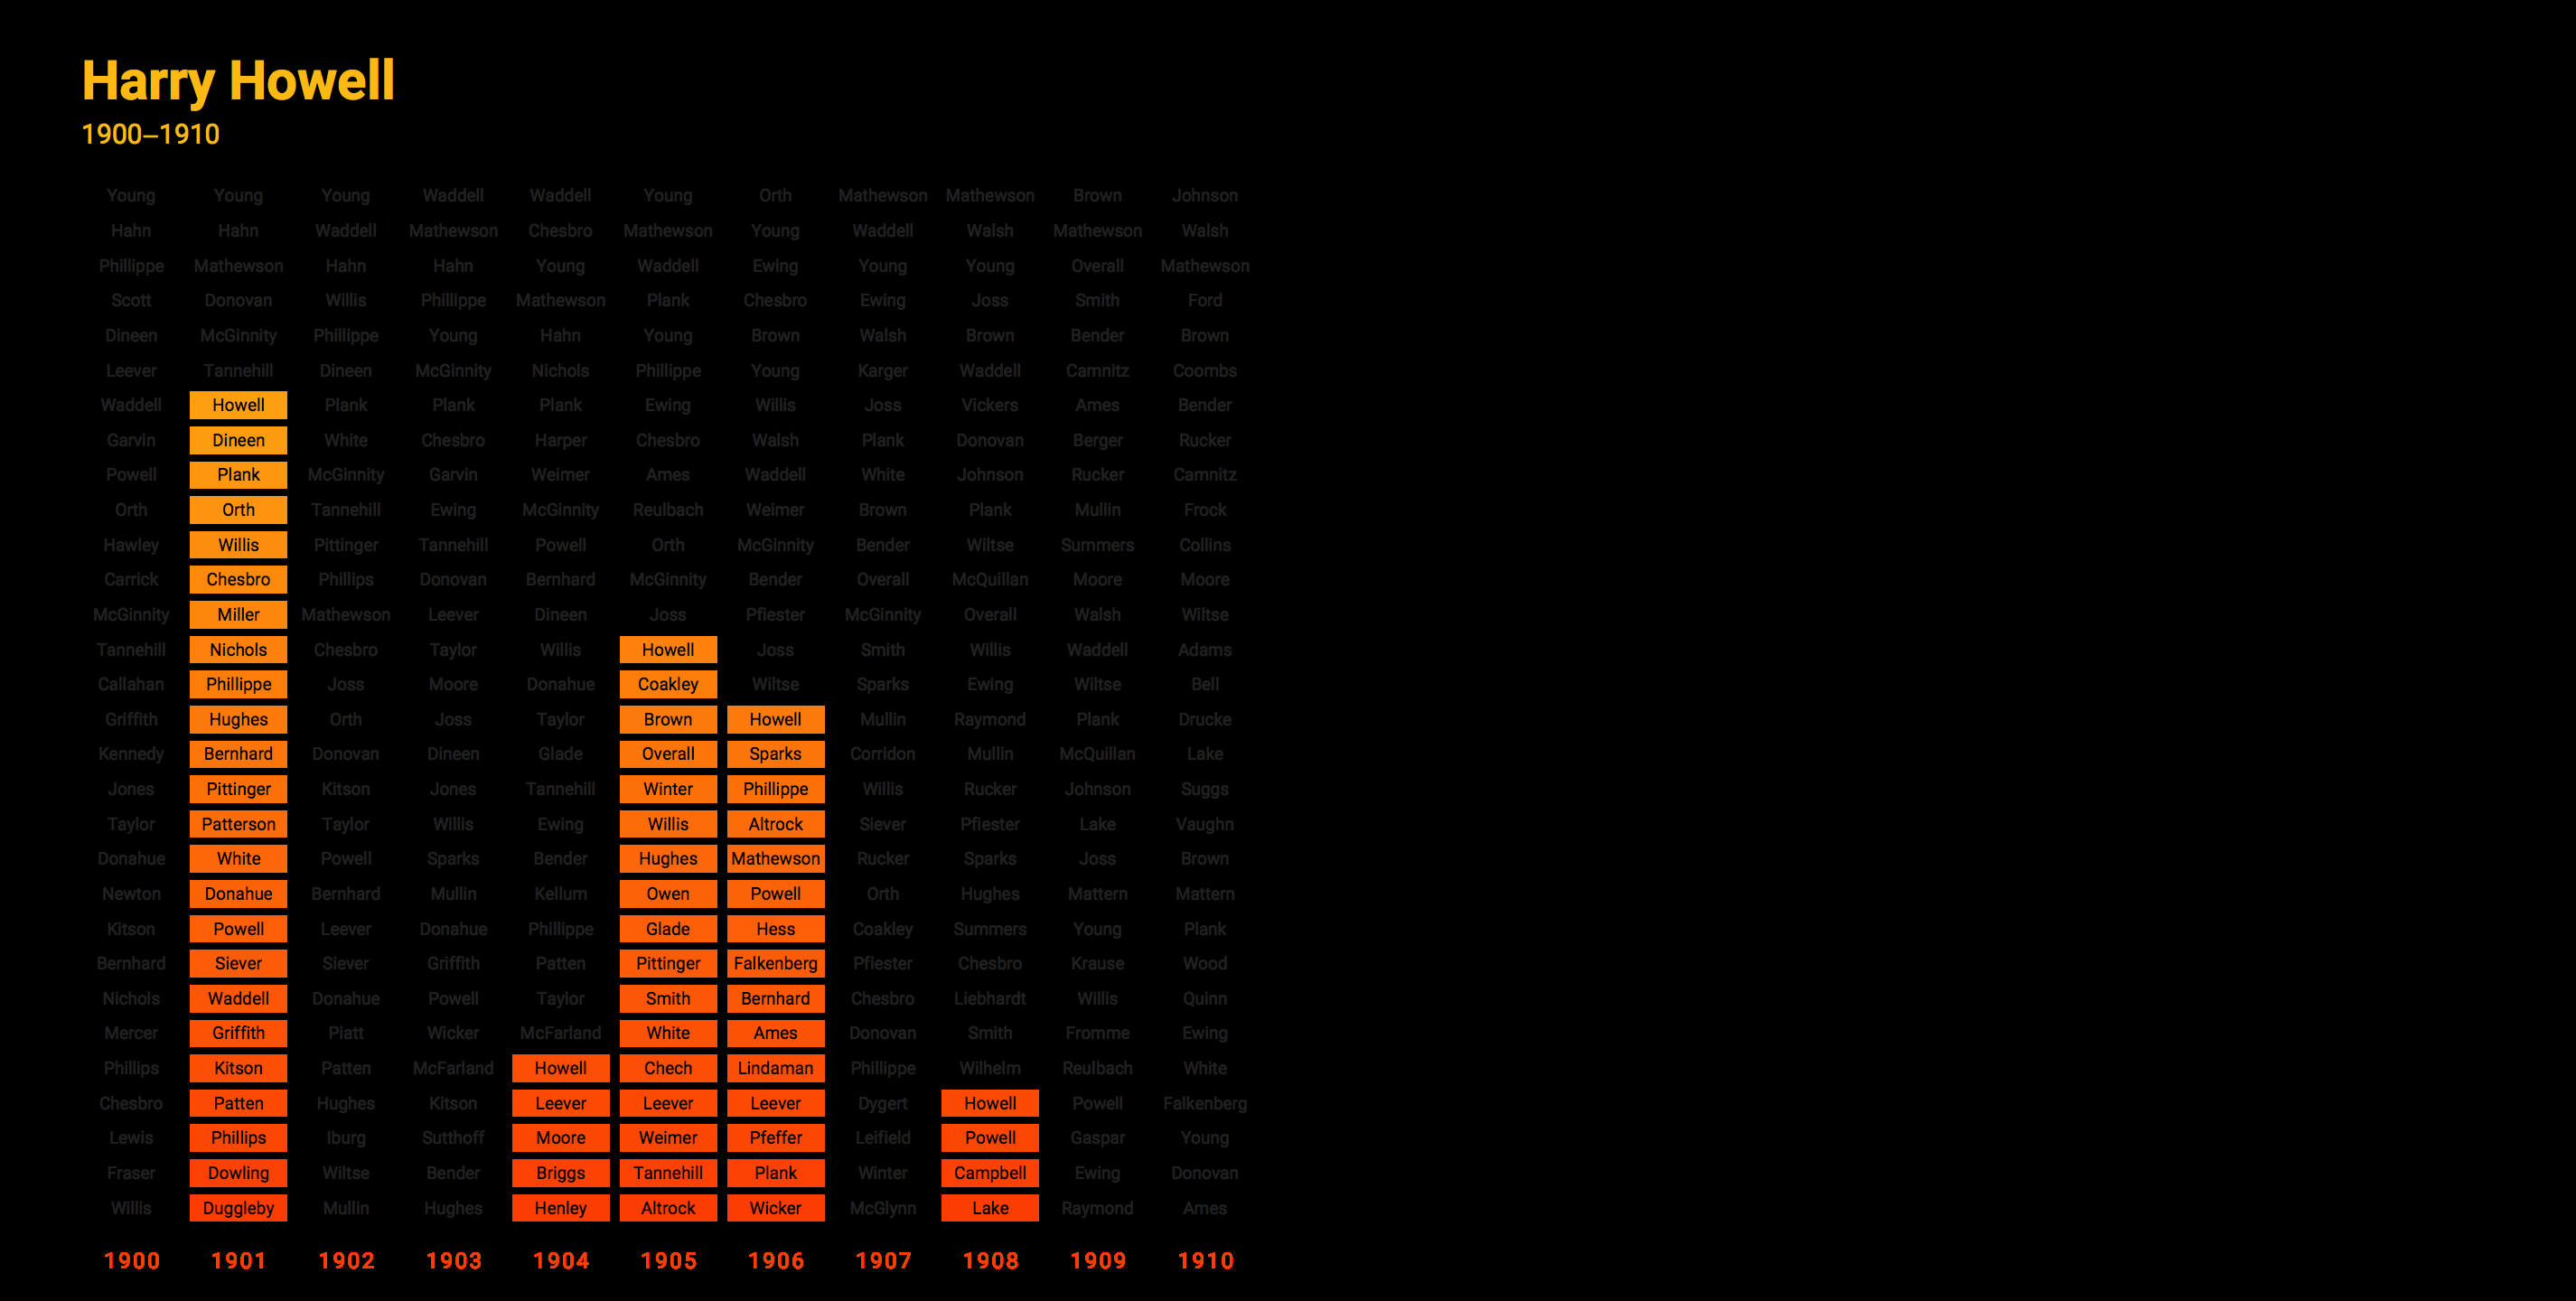 Harry Howell
1900–1910
Young Young Young Waddell Waddell Young Orth Mathewson Mathewson Brown Johnson
Hahn Hahn Waddell Mathewson Chesbro Mathewson Young Waddell Walsh Mathewson Walsh
Phillippe Mathewson Hahn Hahn Young Waddell Ewing Young Young Overall Mathewson
Scott Donovan Willis Phillippe Mathewson Plank Chesbro Ewing Joss Smith Ford
Dineen McGinnity Phillippe Young Hahn Young Brown Walsh Brown Bender Brown
Leever Tannehill Dineen McGinnity Nichols Phillippe Young Karger Waddell Camnitz Coombs
Waddell Howell Plank Plank Plank Ewing Willis Joss Vickers Ames Bender
Garvin Dineen White Chesbro Harper Chesbro Walsh Plank Donovan Berger Rucker
Powell Plank McGinnity Garvin Weimer Ames Waddell White Johnson Rucker Camnitz
Orth Orth Tannehill Ewing McGinnity Reulbach Weimer Brown Plank Mullin Frock
Hawley Willis Pittinger Tannehill Powell Orth McGinnity Bender Wiltse Summers Collins
Carrick Chesbro Phillips Donovan Bernhard McGinnity Bender Overall McQuillan Moore Moore
McGinnity Miller Mathewson Leever Dineen Joss Pfiester McGinnity Overall Walsh Wiltse
Tannehill Nichols Chesbro Taylor Willis Howell Joss Smith Willis Waddell Adams
Callahan Phillippe Joss Moore Donahue Coakley Wiltse Sparks Ewing Wiltse Bell
Griffith Hughes Orth Joss Taylor Brown Howell Mullin Raymond Plank Drucke
Kennedy Bernhard Donovan Dineen Glade Overall Sparks Corridon Mullin McQuillan Lake
Jones Pittinger Kitson Jones Tannehill Winter Phillippe Willis Rucker Johnson Suggs
Taylor Patterson Taylor Willis Ewing Willis Altrock Siever Pfiester Lake Vaughn
Donahue White Powell Sparks Bender Hughes Mathewson Rucker Sparks Joss Brown
Newton Donahue Bernhard Mullin Kellum Owen Powell Orth Hughes Mattern Mattern
Kitson Powell Leever Donahue Phillippe Glade Hess Coakley Summers Young Plank
Bernhard Siever Siever Griffith Patten Pittinger Falkenberg Pfiester Chesbro Krause Wood
Nichols Waddell Donahue Powell Taylor Smith Bernhard Chesbro Liebhardt Willis Quinn
Mercer Griffith Piatt Wicker McFarland White Ames Donovan Smith Fromme Ewing
Phillips Kitson Patten McFarland Howell Chech Lindaman Phillippe Wilhelm Reulbach White
Chesbro Patten Hughes Kitson Leever Leever Leever Dygert Howell Powell Falkenberg
Lewis Phillips Iburg Sutthoff Moore Weimer Pfeffer Leifield Powell Gaspar Young
Fraser Dowling Wiltse Bender Briggs Tannehill Plank Winter Campbell Ewing Donovan
Willis Duggleby Mullin Hughes Henley Altrock Wicker McGlynn Lake Raymond Ames
1900 1901 1902 1903 1904 1905 1906 1907 1908 1909 1910